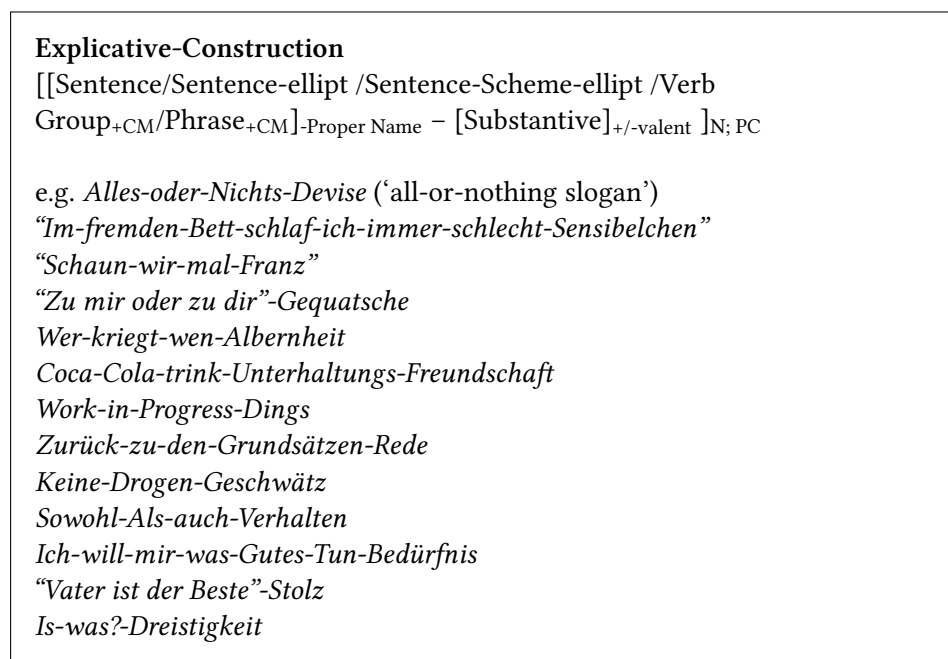 Explicative-Construction
[[Sentence/Sentence-ellipt /Sentence-Scheme-ellipt /Verb
Group+CM/Phrase+CM]-Proper Name – [Substantive]+/-valent ]N; PC
e.g. Alles-oder-Nichts-Devise (‘all-or-nothing slogan’)
“Im-fremden-Bett-schlaf-ich-immer-schlecht-Sensibelchen”
“Schaun-wir-mal-Franz”
“Zu mir oder zu dir”-Gequatsche
Wer-kriegt-wen-Albernheit
Coca-Cola-trink-Unterhaltungs-Freundschaft
Work-in-Progress-Dings
Zurück-zu-den-Grundsätzen-Rede
Keine-Drogen-Geschwätz
Sowohl-Als-auch-Verhalten
Ich-will-mir-was-Gutes-Tun-Bedürfnis
“Vater ist der Beste”-Stolz
Is-was?-Dreistigkeit